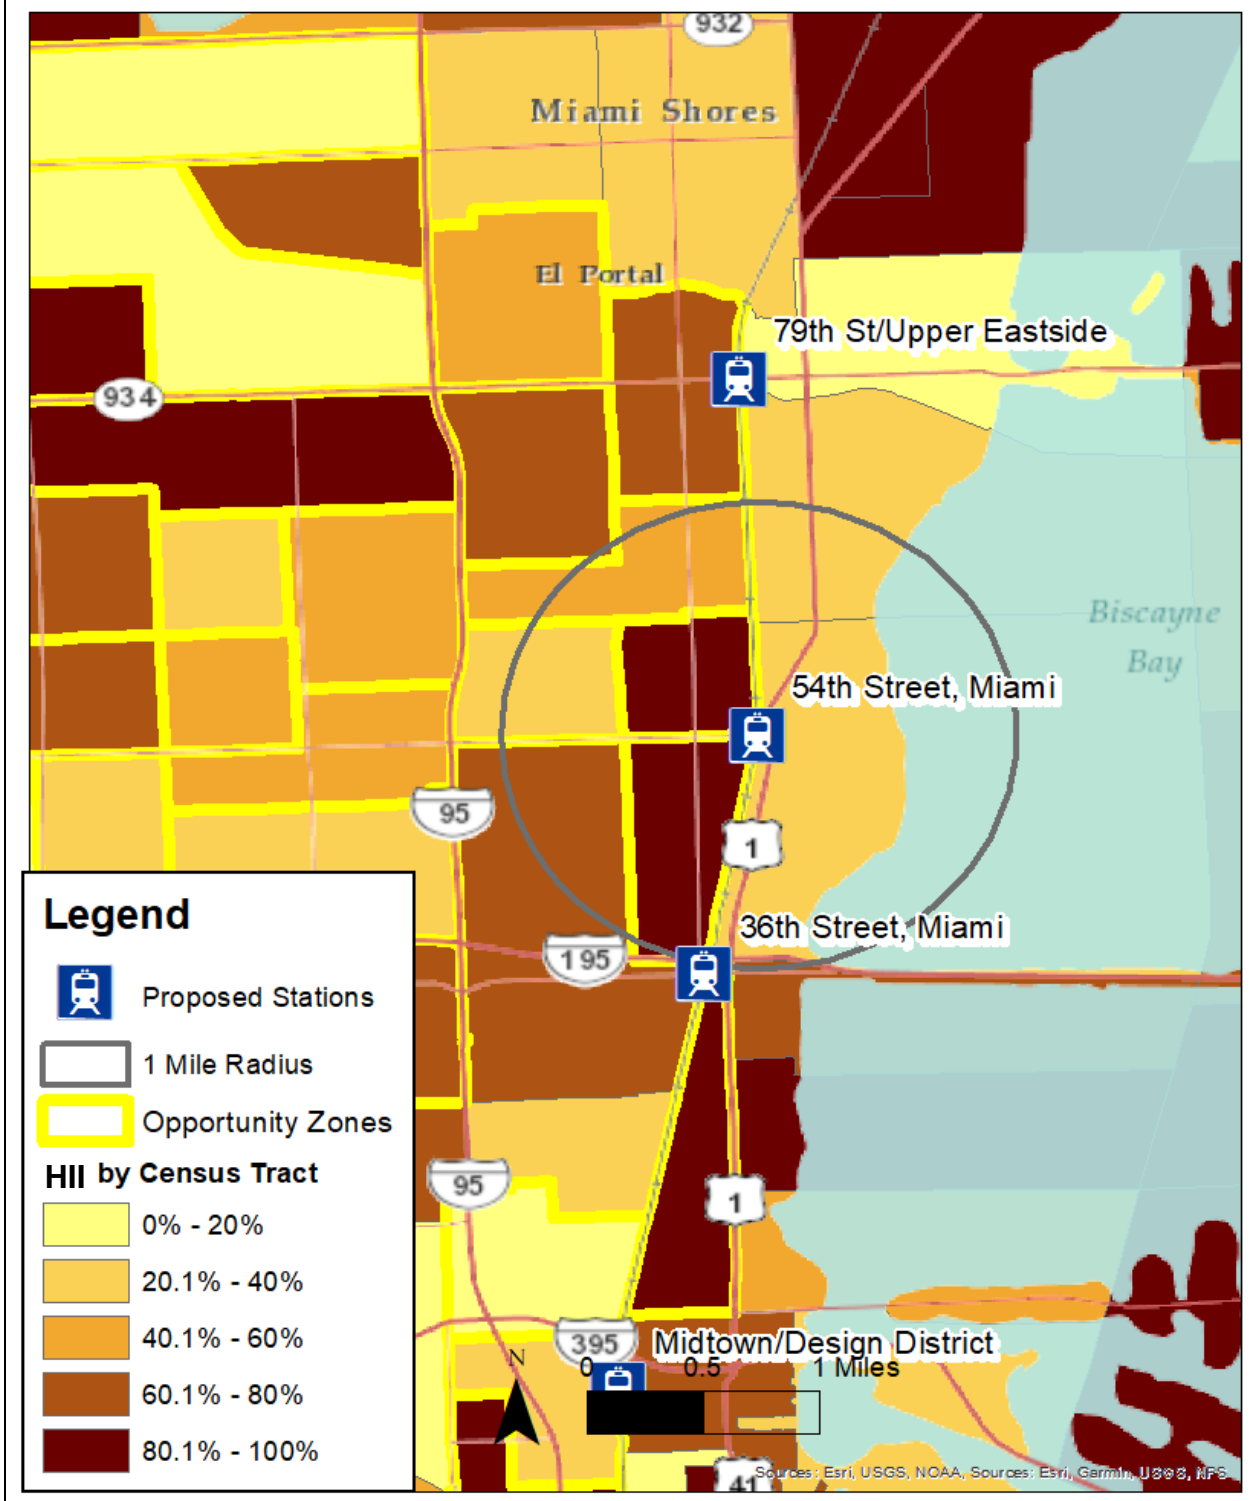 932
Miami Shores
El Portal
79th St/Upper Eastside
934
Biscayne
Bay
54th Street, Miami
95
1
36th Street, Miami
195
Legend
Proposed Stations
1 Mile Radius
Opportunity Zones
HII by Census Tract
0% - 20%
20.1% - 40%
40.1% - 60%
60.1% - 80%
80.1% - 100%
95
1
395
Midtown/Design District
N
0 0.5 1 Miles
41
Sources: Esri, USGS, NOAA, Sources: Esri, Garmin, USGS, NPS